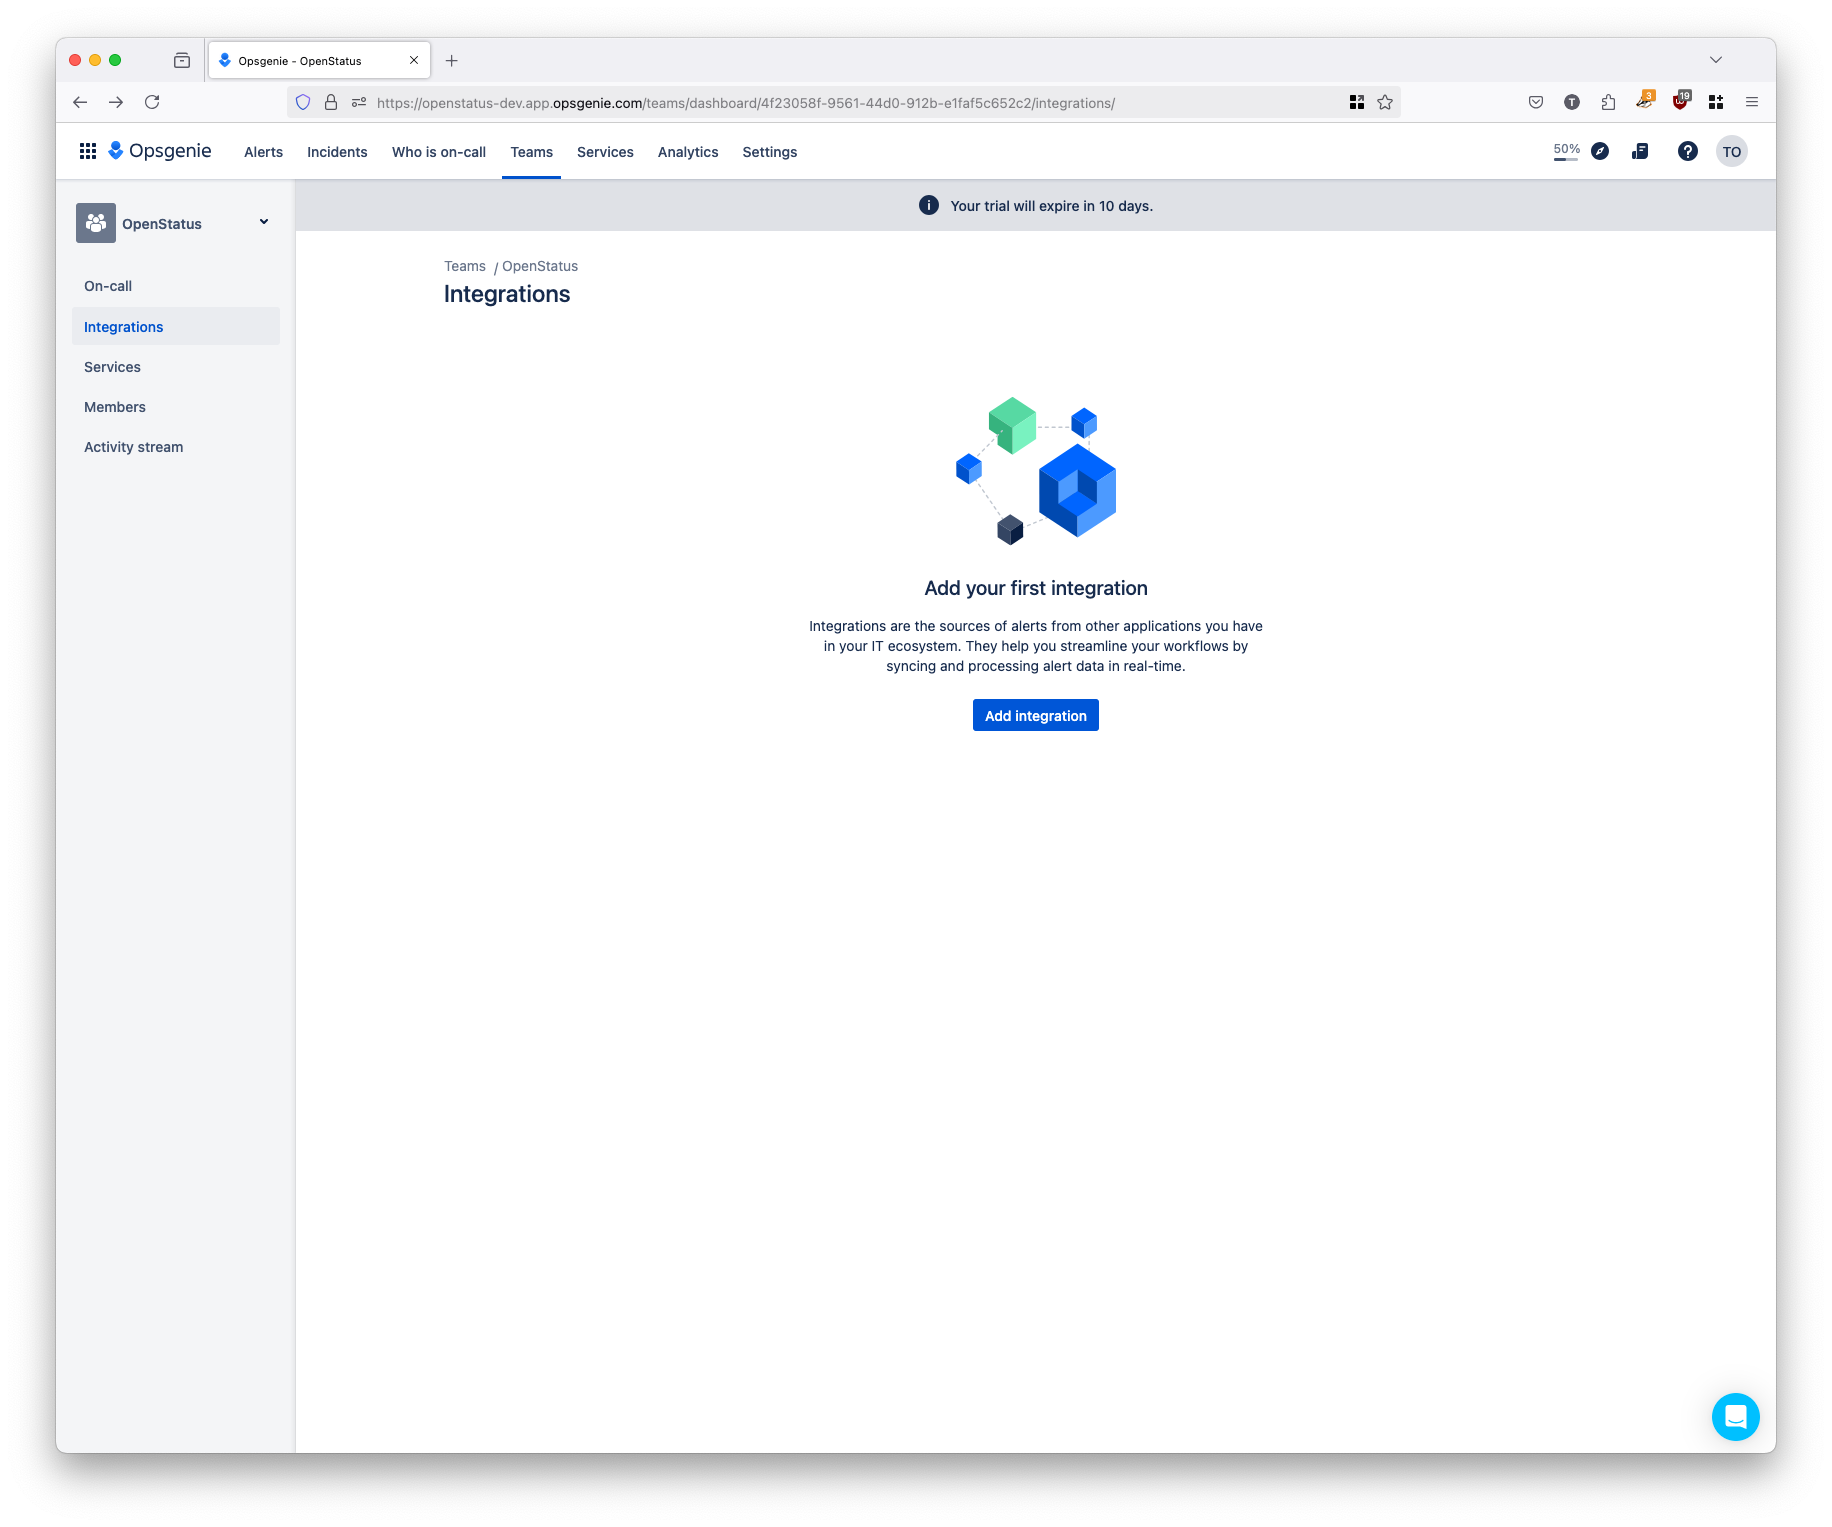 Opsgenie - OpenStatus
https://openstatus-dev.app.opsgenie.com/teams/dashboard/4f23058f-9561-44d0-912b-e1faf5c652c2/integrations/
T
3
19
Opsgenie
Alerts
Incidents
Who is on-call
Teams
Services
Analytics
Settings
50%
TO
OpenStatus
On-call
Integrations
Services
Members
Activity stream
Your trial will expire in 10 days.
Teams / OpenStatus
Integrations
Add your first integration
Integrations are the sources of alerts from other applications you have
in your IT ecosystem. They help you streamline your workflows by
syncing and processing alert data in real-time.
Add integration